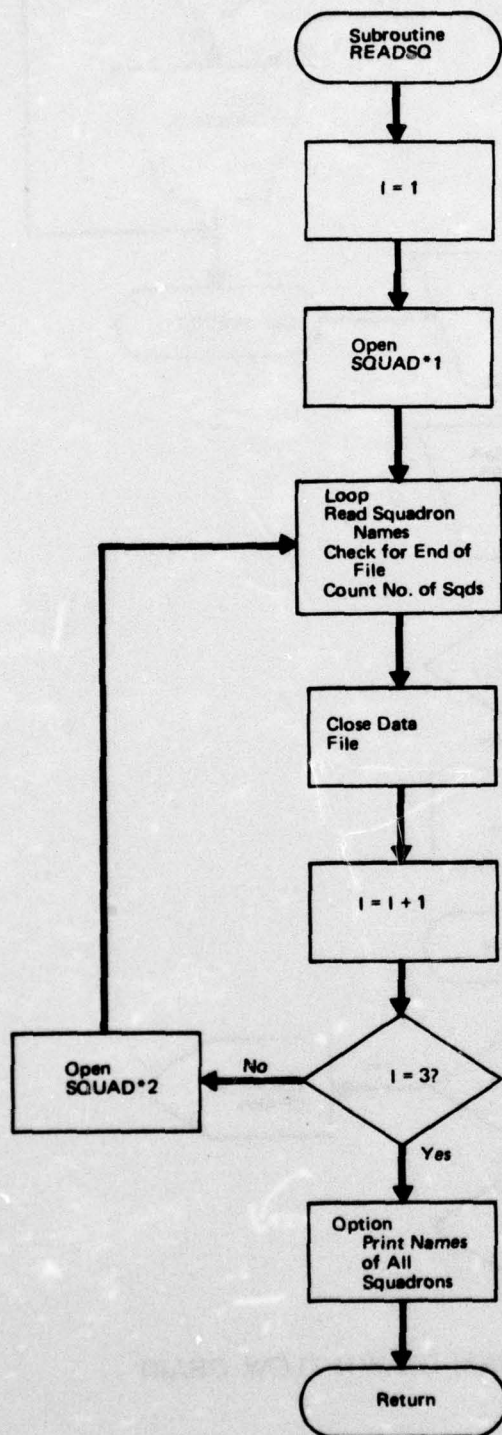 Subroutine
READSQ
I = 1
Open
SQUAD*1
Loop
Read Squadron
Names
Check for End of
File
Count No. of Sqds
Close Data
File
I = I + 1
I = 3?
No
Open
SQUAD*2
Yes
Option
Print Names
of All
Squadrons
Return